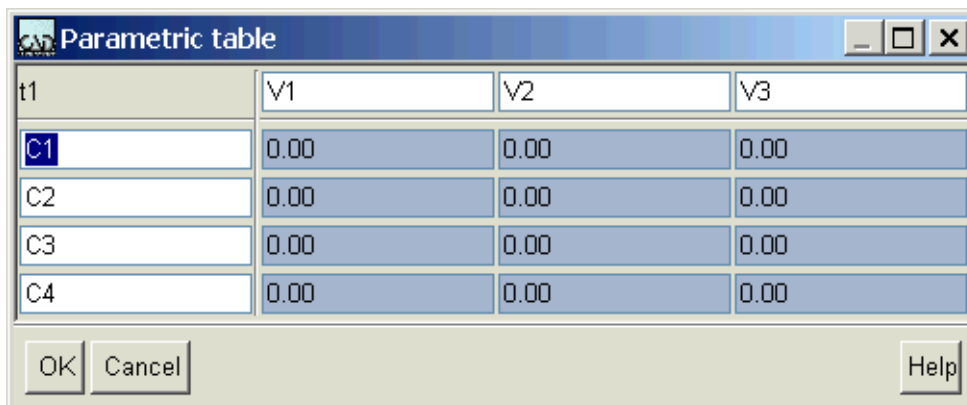 CAD Parametric table
t1 V1 V2 V3
C1 0.00 0.00 0.00
C2 0.00 0.00 0.00
C3 0.00 0.00 0.00
C4 0.00 0.00 0.00
OK Cancel Help